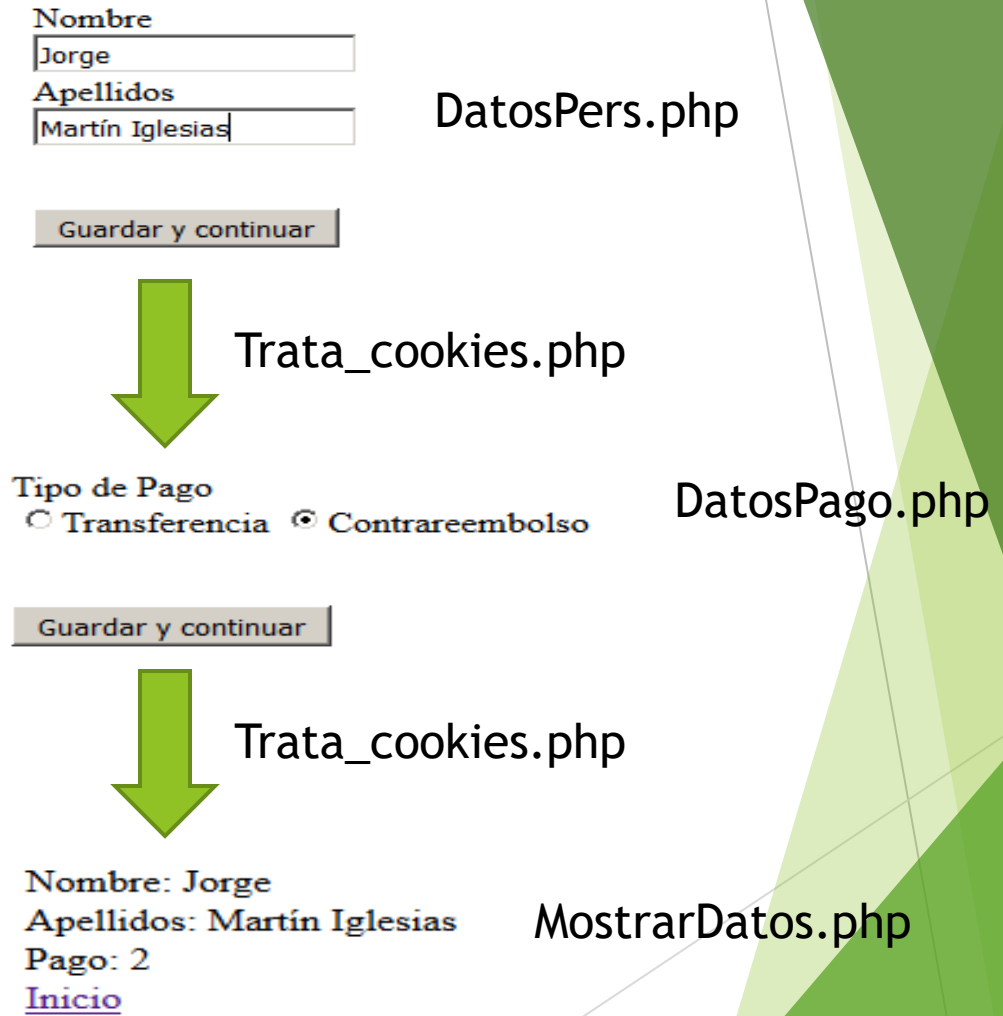 Nombre
Jorge
Apellidos
Martín Iglesias
DatosPers.php
Guardar y continuar
Trata_cookies.php
Tipo de Pago
Transferencia Contrareembolso
DatosPago.php
Guardar y continuar
Trata_cookies.php
Nombre: Jorge
Apellidos: Martín Iglesias
Pago: 2
Inicio
MostrarDatos.php